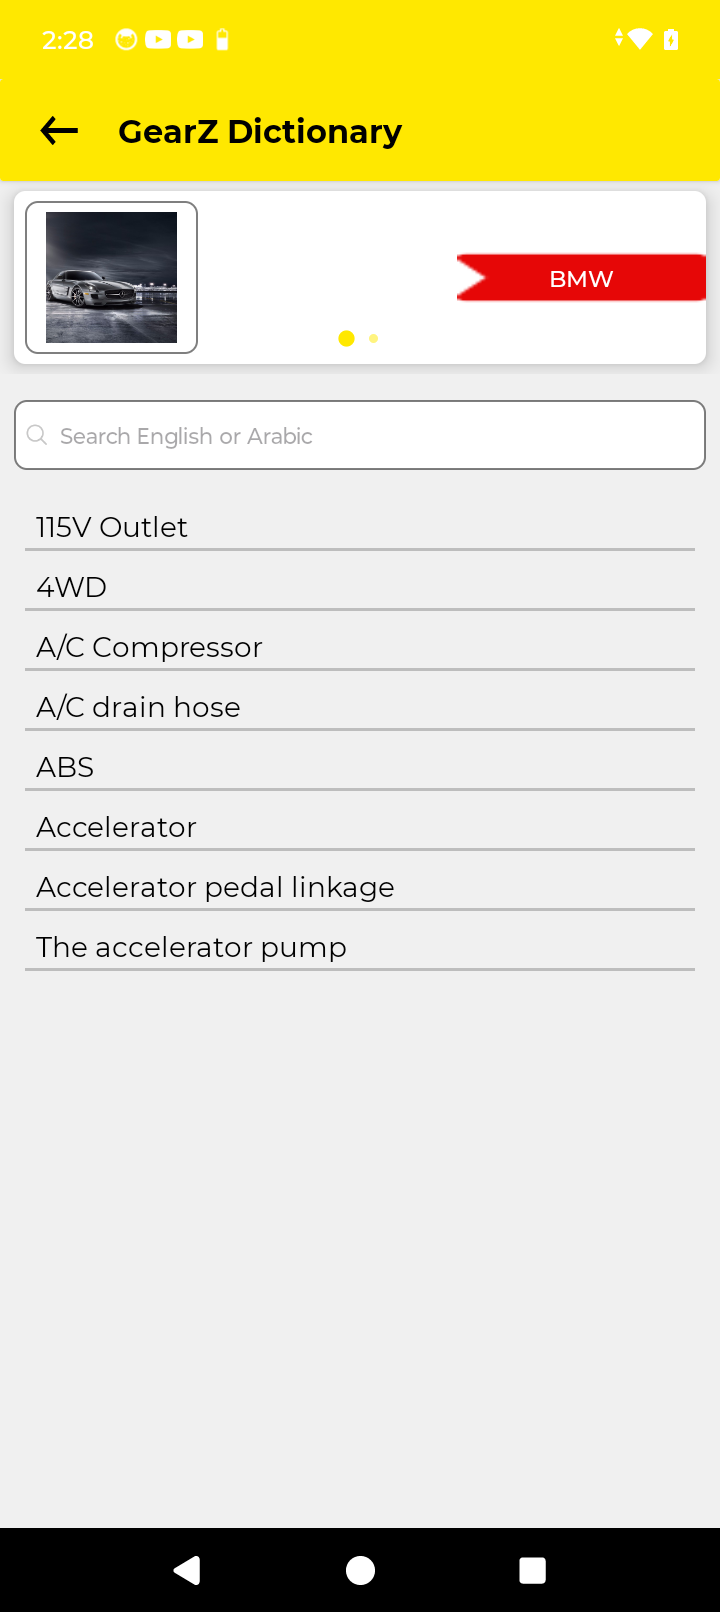 2:28
GearZ Dictionary
BMW
Search English or Arabic
115V Outlet
4WD
A/C Compressor
A/C drain hose
ABS
Accelerator
Accelerator pedal linkage
The accelerator pump